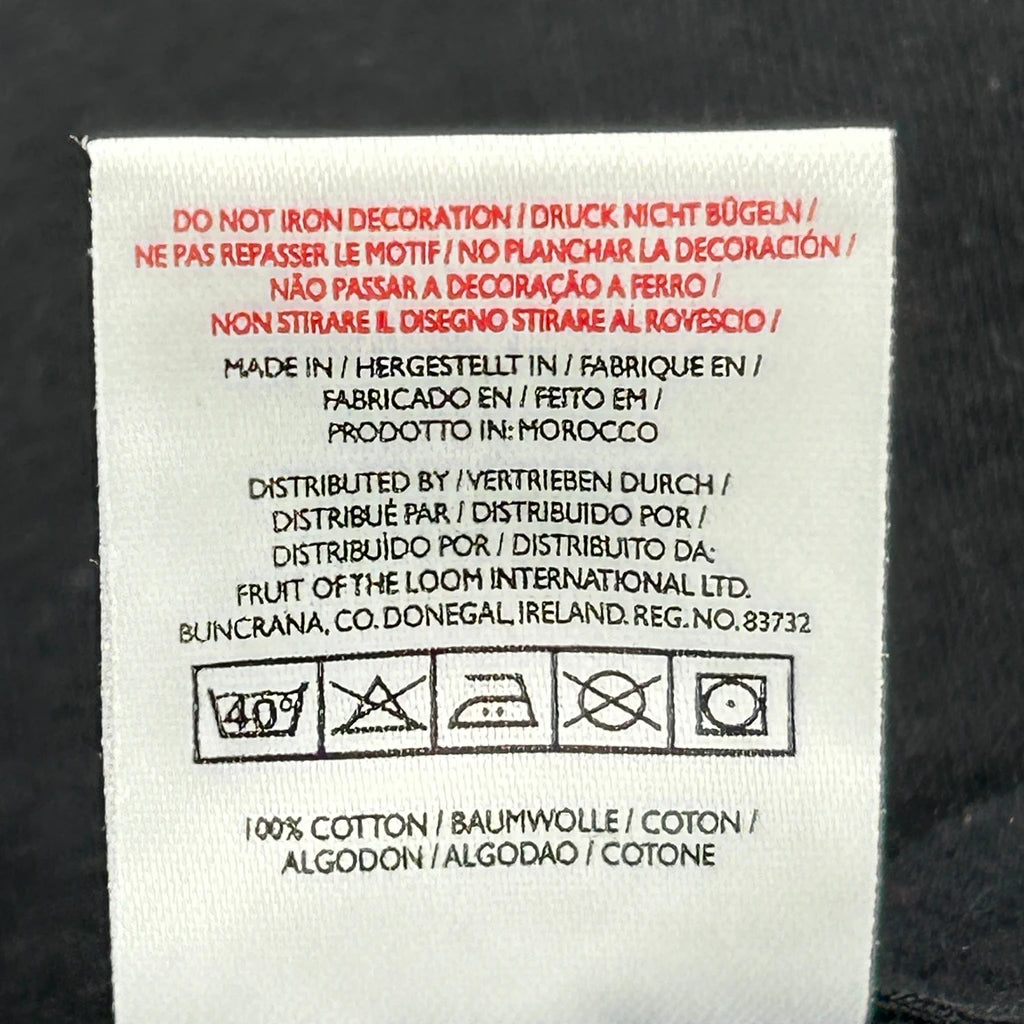 DO NOT IRON DECORATION / DRUCK NICHT BÜGELN /
NE PAS REPASSER LE MOTIF / NO PLANCHAR LA DECORACIÓN /
NÃO PASSAR A DECORAÇÃO A FERRO /
NON STIRARE IL DISEGNO STIRARE AL ROVESCIO /
MADE IN / HERGESTELLT IN / FABRIQUE EN /
FABRICADO EN / FEITO EM /
PRODOTTO IN: MOROCCO
DISTRIBUTED BY / VERTRIEBEN DURCH /
DISTRIBUÉ PAR / DISTRIBUIDO POR /
DISTRIBUÍDO POR / DISTRIBUITO DA:
FRUIT OF THE LOOM INTERNATIONAL LTD.
BUNCRANA, CO. DONEGAL, IRELAND. REG. NO. 83732
40°
100% COTTON / BAUMWOLLE / COTON /
ALGODON / ALGODAO / COTONE